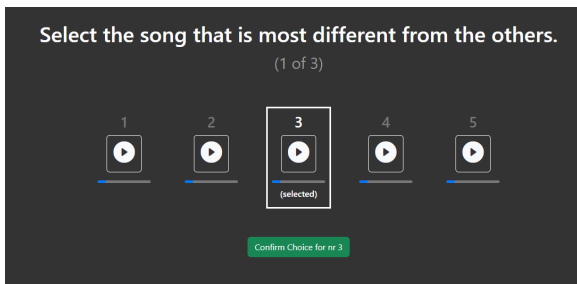 Select the song that is most different from the others.
(1 of 3)
1 2 3 4 5
(selected)
Confirm Choice for nr 3